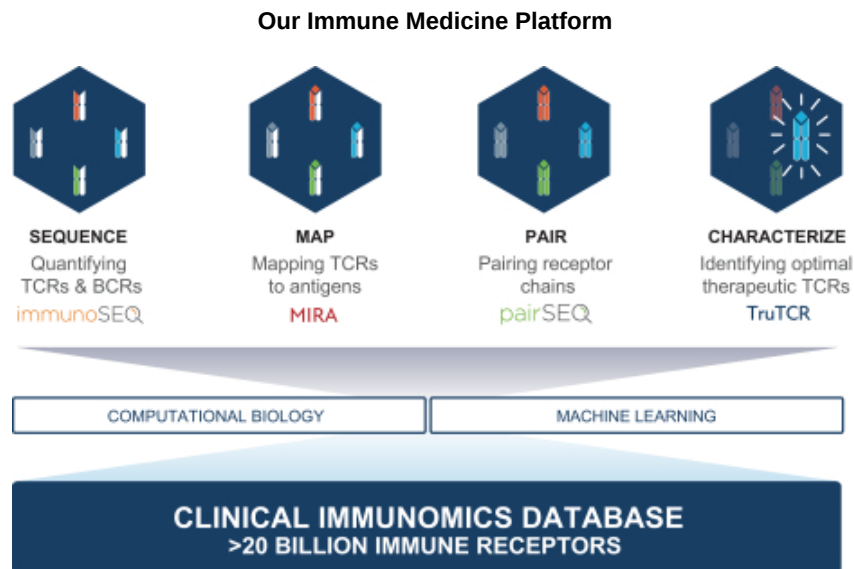 Our Immune Medicine Platform
SEQUENCE
Quantifying
TCRs & BCRs
immunoSEQ
MAP
Mapping TCRs
to antigens
MIRA
PAIR
Pairing receptor
chains
pairSEQ
CHARACTERIZE
Identifying optimal
therapeutic TCRs
TruTCR
COMPUTATIONAL BIOLOGY
MACHINE LEARNING
CLINICAL IMMUNOMICS DATABASE
>20 BILLION IMMUNE RECEPTORS